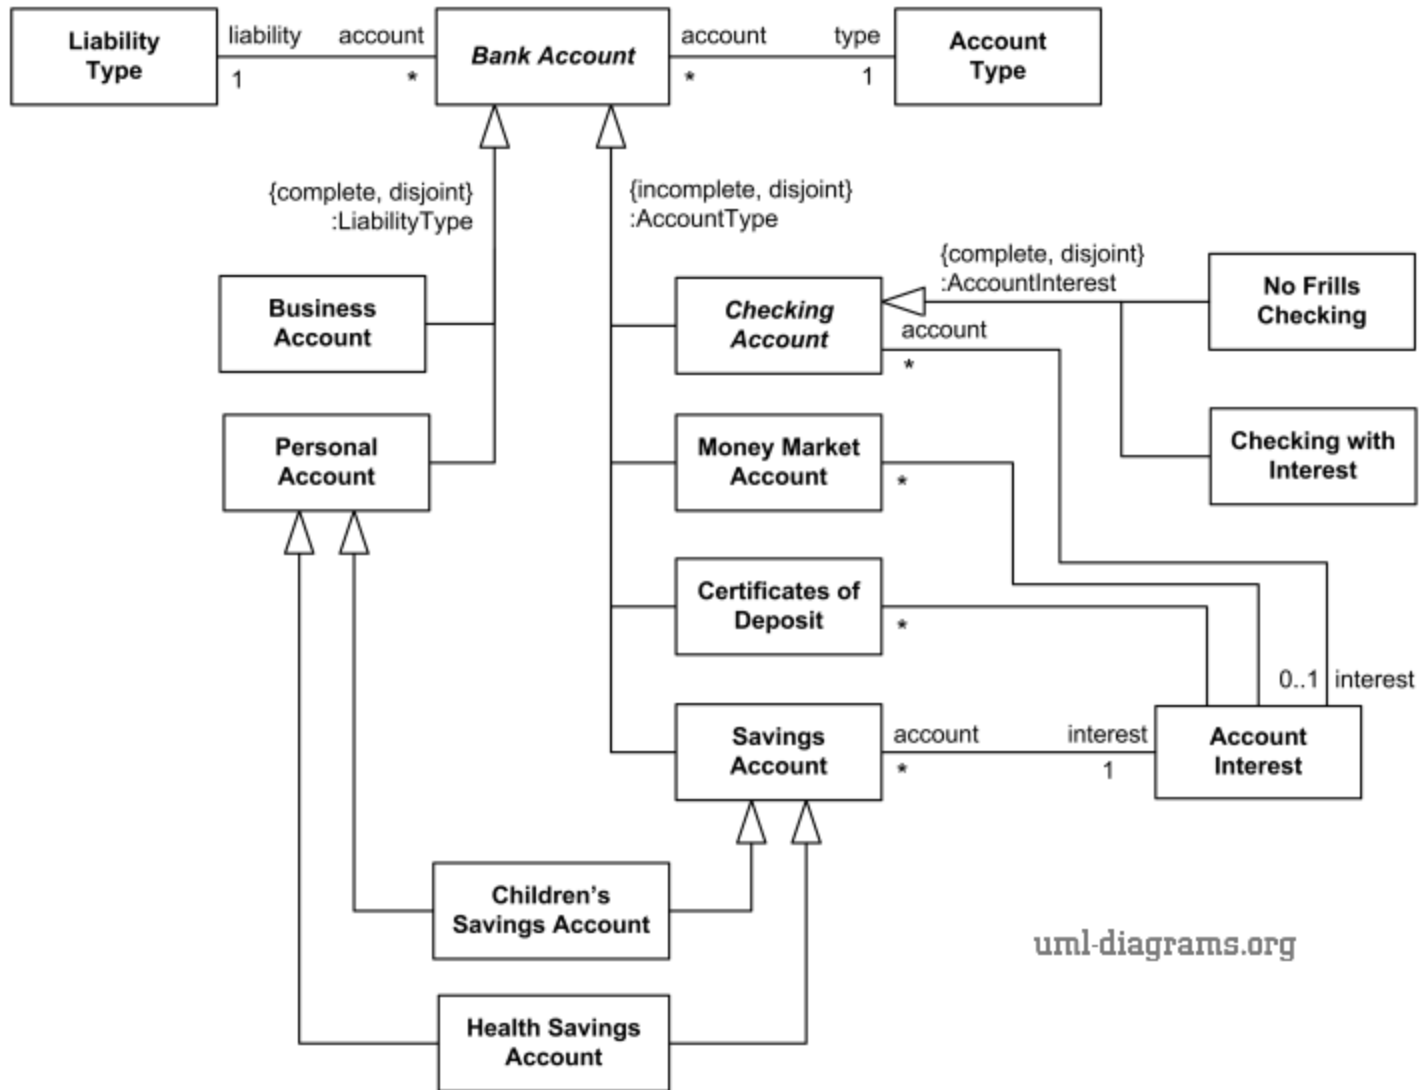 Liability
Type
liability
1
account
*
Bank Account
account
*
type
1
Account
Type
{complete, disjoint}
:LiabilityType
{incomplete, disjoint}
:AccountType
Business
Account
Checking
Account
{complete, disjoint}
:AccountInterest
account
*
No Frills
Checking
Personal
Account
Money Market
Account
*
Checking with
Interest
Certificates of
Deposit
*
0..1
interest
Savings
Account
account
*
interest
1
Account
Interest
Children's
Savings Account
uml-diagrams.org
Health Savings
Account